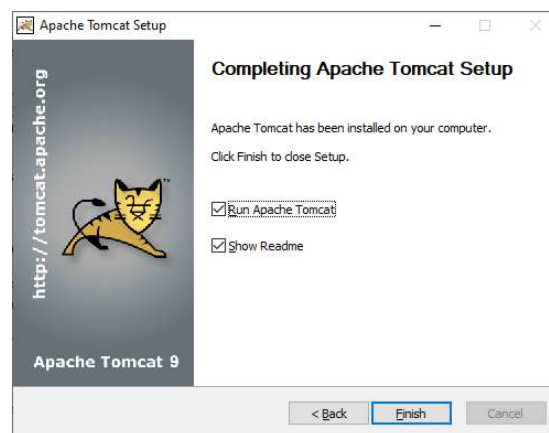 Apache Tomcat Setup
http://tomcat.apache.org
Completing Apache Tomcat Setup
Apache Tomcat has been installed on your computer.
Click Finish to close Setup.
Run Apache Tomcat
Show Readme
TM
Apache Tomcat 9
< Back
Finish
Cancel